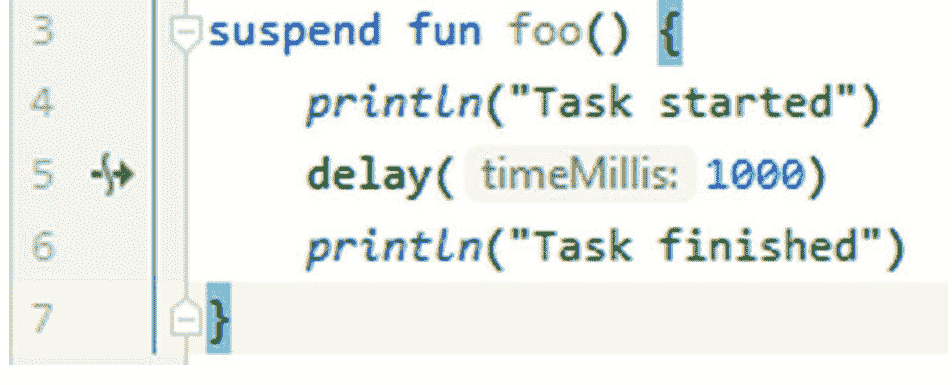 3 suspend fun foo() {
4 println("Task started")
5 delay( timeMillis: 1000)
6 println("Task finished")
7 }